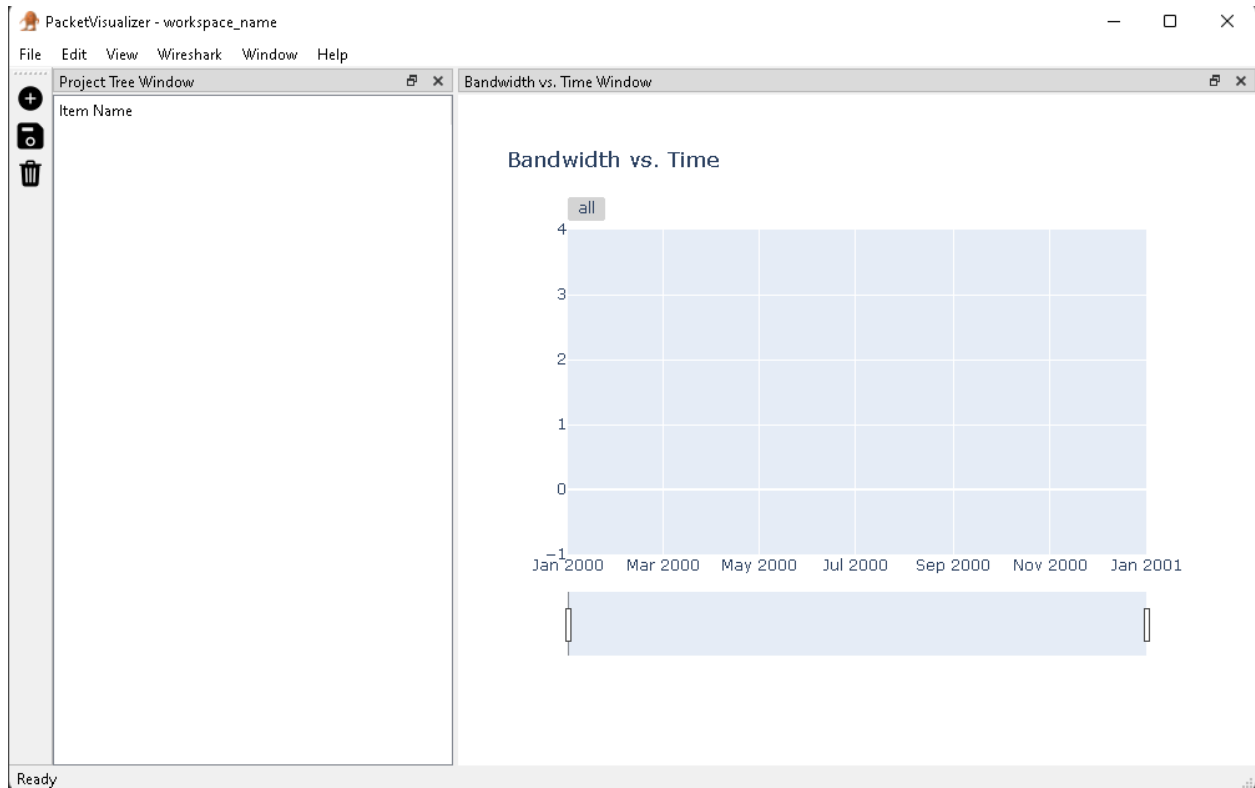 PacketVisualizer - workspace_name
File Edit View Wireshark Window Help
Project Tree Window
Item Name
Bandwidth vs. Time Window
Bandwidth vs. Time
all
4
3
2
1
0
−1
Jan 2000 Mar 2000 May 2000 Jul 2000 Sep 2000 Nov 2000 Jan 2001
Ready